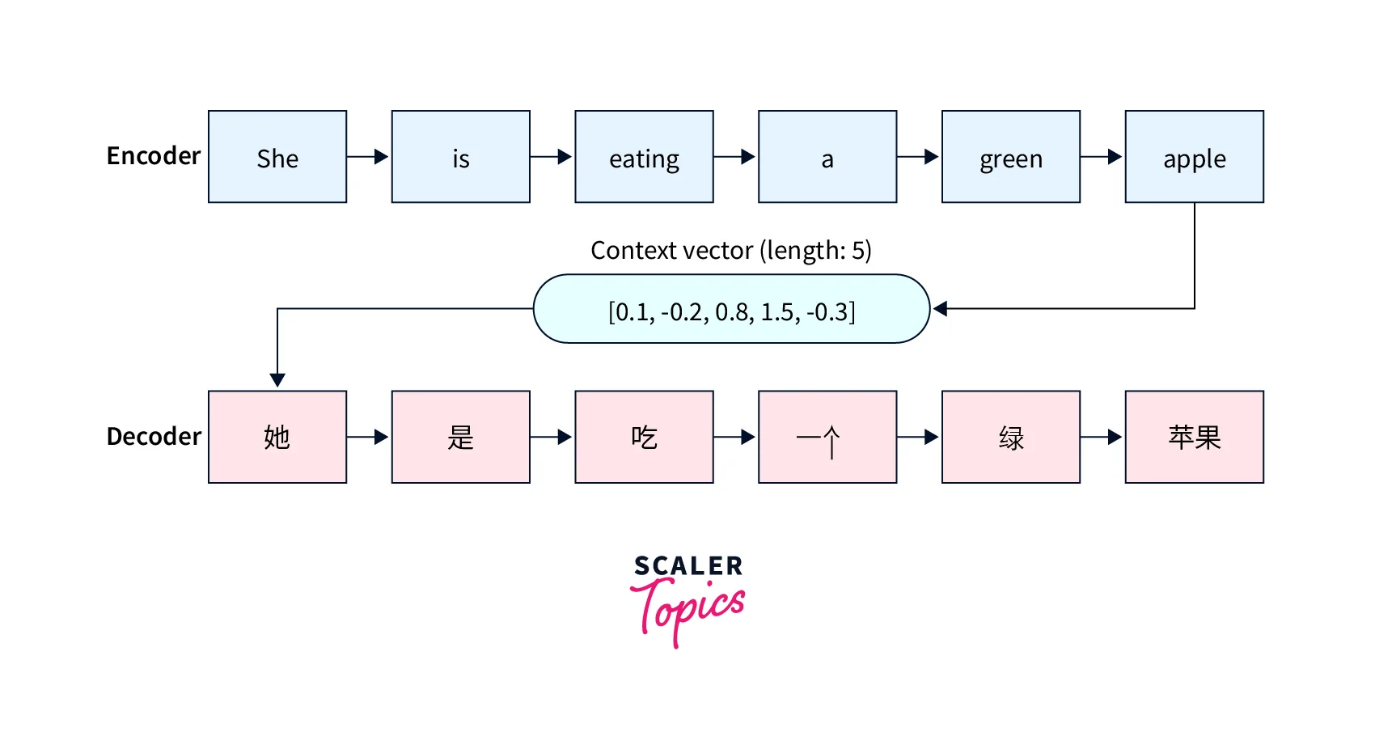 Encoder She is eating a green apple
Context vector (length: 5)
[0.1, -0.2, 0.8, 1.5, -0.3]
Decoder 她 是 吃 一个 绿 苹果
SCALER
Topics